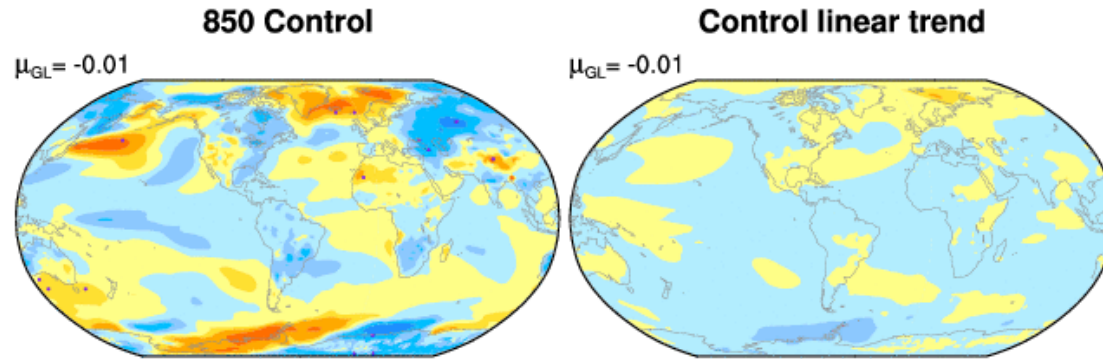 850 Control
Control linear trend
μGL= -0.01
μGL= -0.01